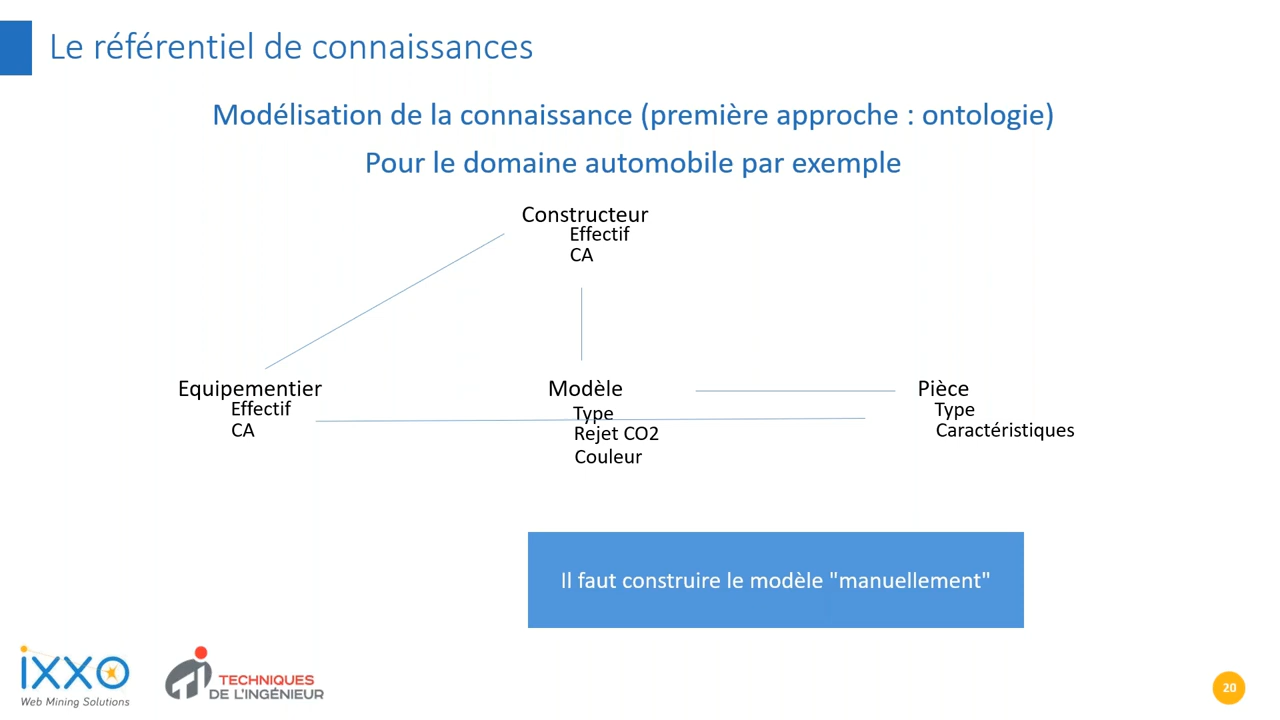 Le référentiel de connaissances
Modélisation de la connaissance (première approche : ontologie)
Pour le domaine automobile par exemple
Constructeur
Effectif
CA
Equipementier
Effectif
CA
Modèle
Type
Rejet CO2
Couleur
Pièce
Type
Caractéristiques
Il faut construire le modèle "manuellement"
ixxo
Web Mining Solutions
TECHNIQUES
DE L'INGÉNIEUR
20